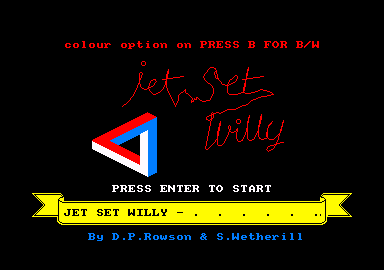 colour option on PRESS B FOR B/W
jet Set
Willy
PRESS ENTER TO START
JET SET WILLY - . . . . . ..
By D.P.Rowson & S.Wetherill